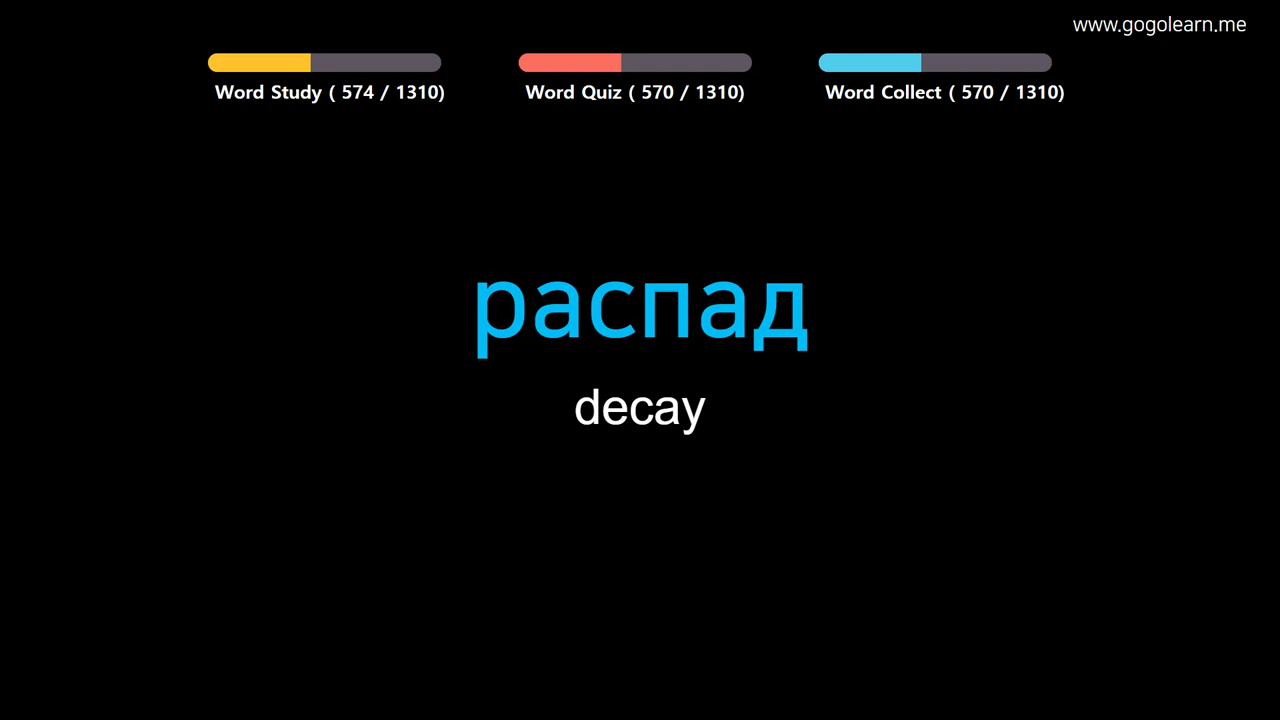 www.gogolearn.me
Word Study ( 574 / 1310)
Word Quiz ( 570 / 1310)
Word Collect ( 570 / 1310)
распад
decay